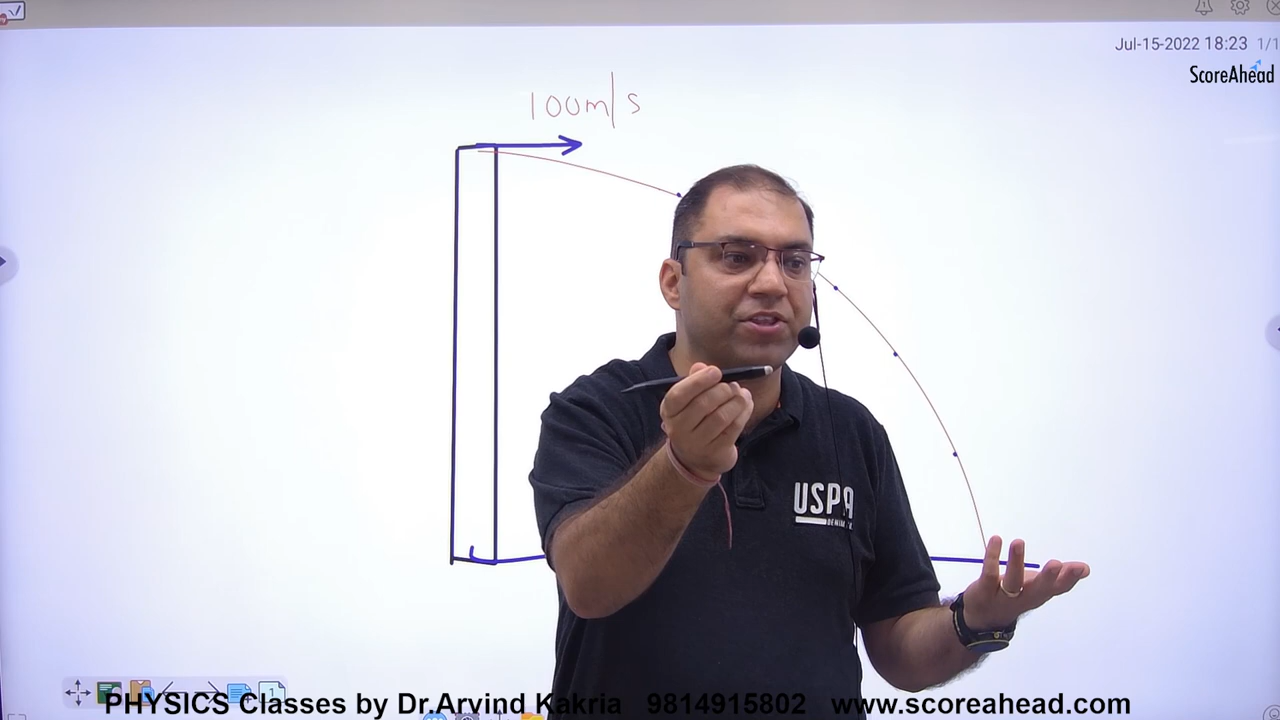 Jul-15-2022 18:23 1/1
ScoreAhead
100m/s
USPA
PHYSICS Classes by Dr.Arvind Kakria 9814915802 www.scoreahead.com